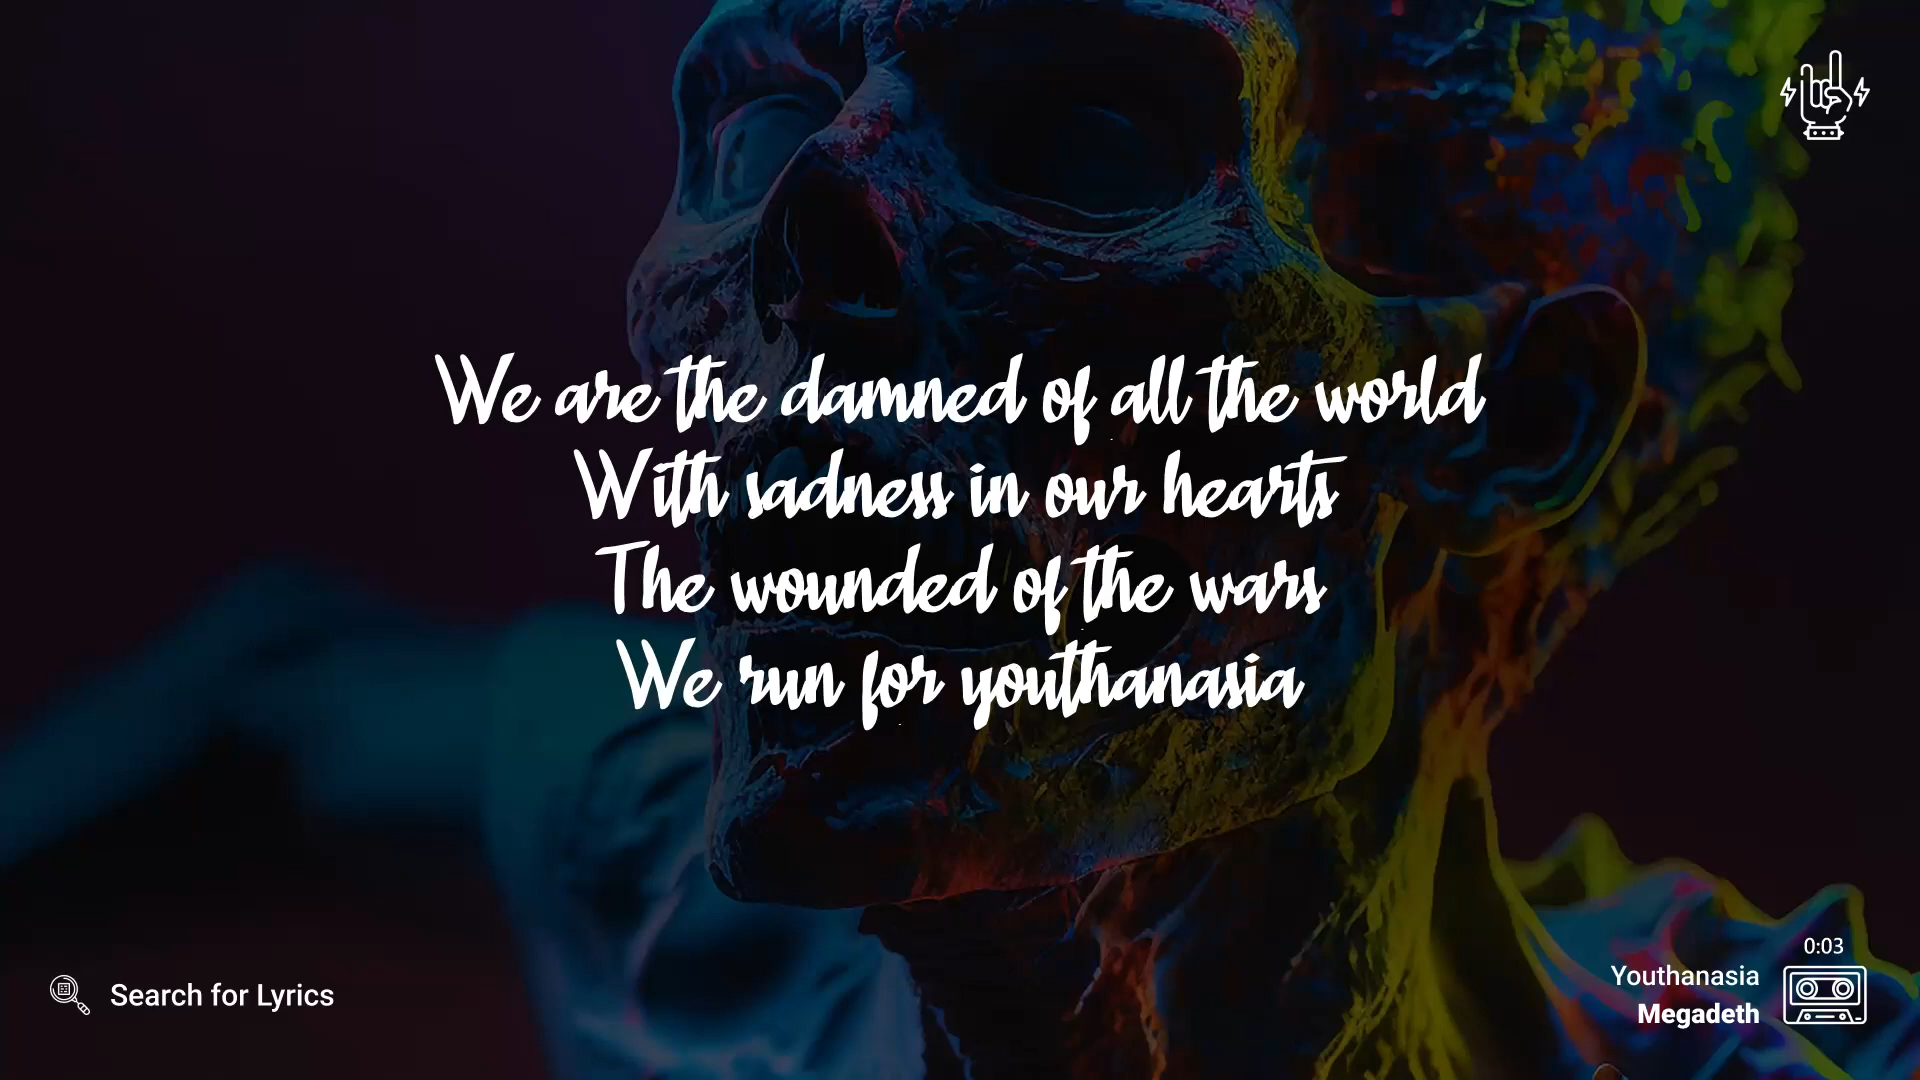 We are the damned of all the world
With sadness in our hearts
The wounded of the wars
We run for youthanasia
Search for Lyrics
0:03
Youthanasia
Megadeth